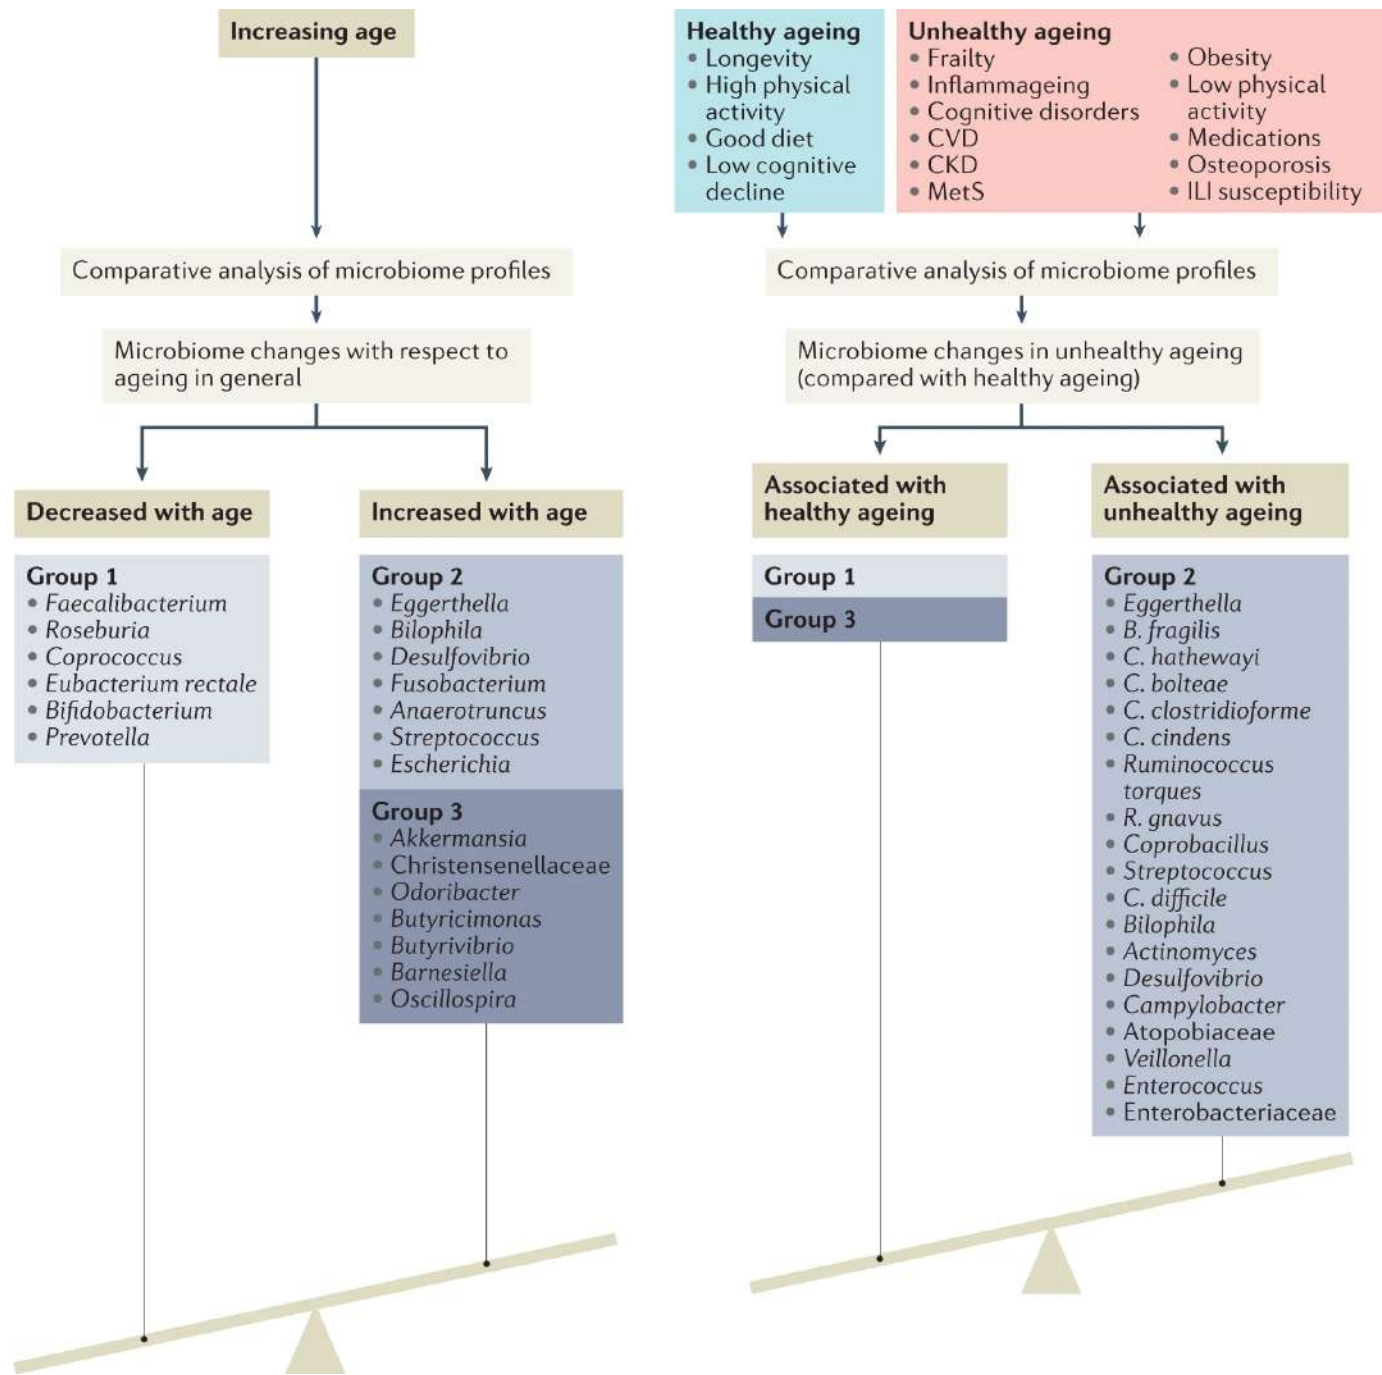 Increasing age
Comparative analysis of microbiome profiles
Microbiome changes with respect to
ageing in general
Decreased with age
Group 1
• Faecalibacterium
• Roseburia
• Coprococcus
• Eubacterium rectale
• Bifidobacterium
• Prevotella
Increased with age
Group 2
• Eggerthella
• Bilophila
• Desulfovibrio
• Fusobacterium
• Anaerotruncus
• Streptococcus
• Escherichia
Group 3
• Akkermansia
• Christensenellaceae
• Odoribacter
• Butyricimonas
• Butyrivibrio
• Barnesiella
• Oscillospira
Healthy ageing
• Longevity
• High physical
activity
• Good diet
• Low cognitive
decline
Unhealthy ageing
• Frailty
• Inflammageing
• Cognitive disorders
• CVD
• CKD
• MetS
• Obesity
• Low physical
activity
• Medications
• Osteoporosis
• ILI susceptibility
Comparative analysis of microbiome profiles
Microbiome changes in unhealthy ageing
(compared with healthy ageing)
Associated with
healthy ageing
Group 1
Group 3
Associated with
unhealthy ageing
Group 2
• Eggerthella
• B. fragilis
• C. hathewayi
• C. bolteae
• C. clostridioforme
• C. cindens
• Ruminococcus
torques
• R. gnavus
• Coprobacillus
• Streptococcus
• C. difficile
• Bilophila
• Actinomyces
• Desulfovibrio
• Campylobacter
• Atopobiaceae
• Veillonella
• Enterococcus
• Enterobacteriaceae